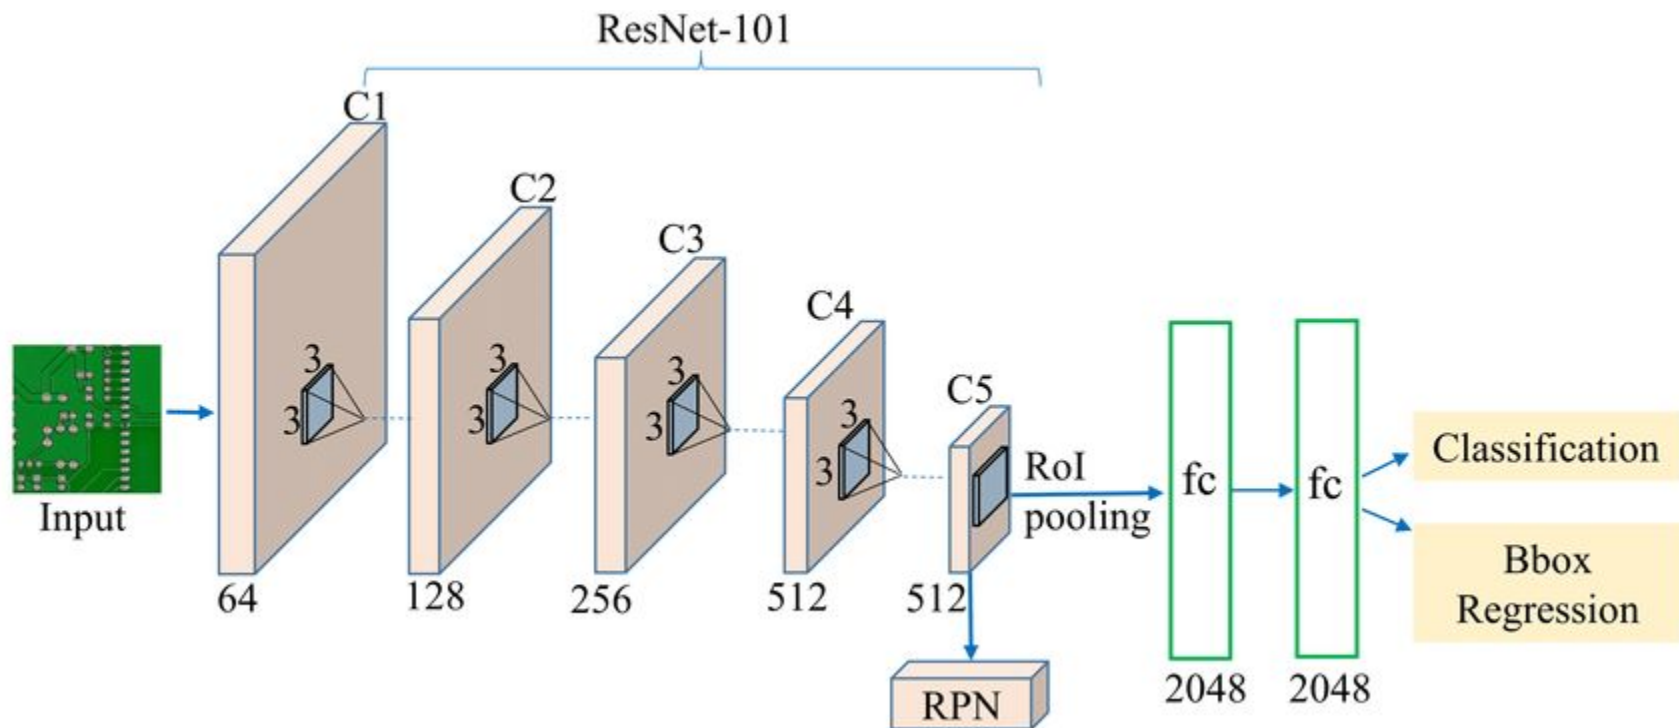 ResNet-101
C1
C2
C3
C4
C5
3
3
3
3
3
3
3
3
Input
64
128
256
512
512
RoI
pooling
RPN
fc
fc
2048
2048
Classification
Bbox
Regression